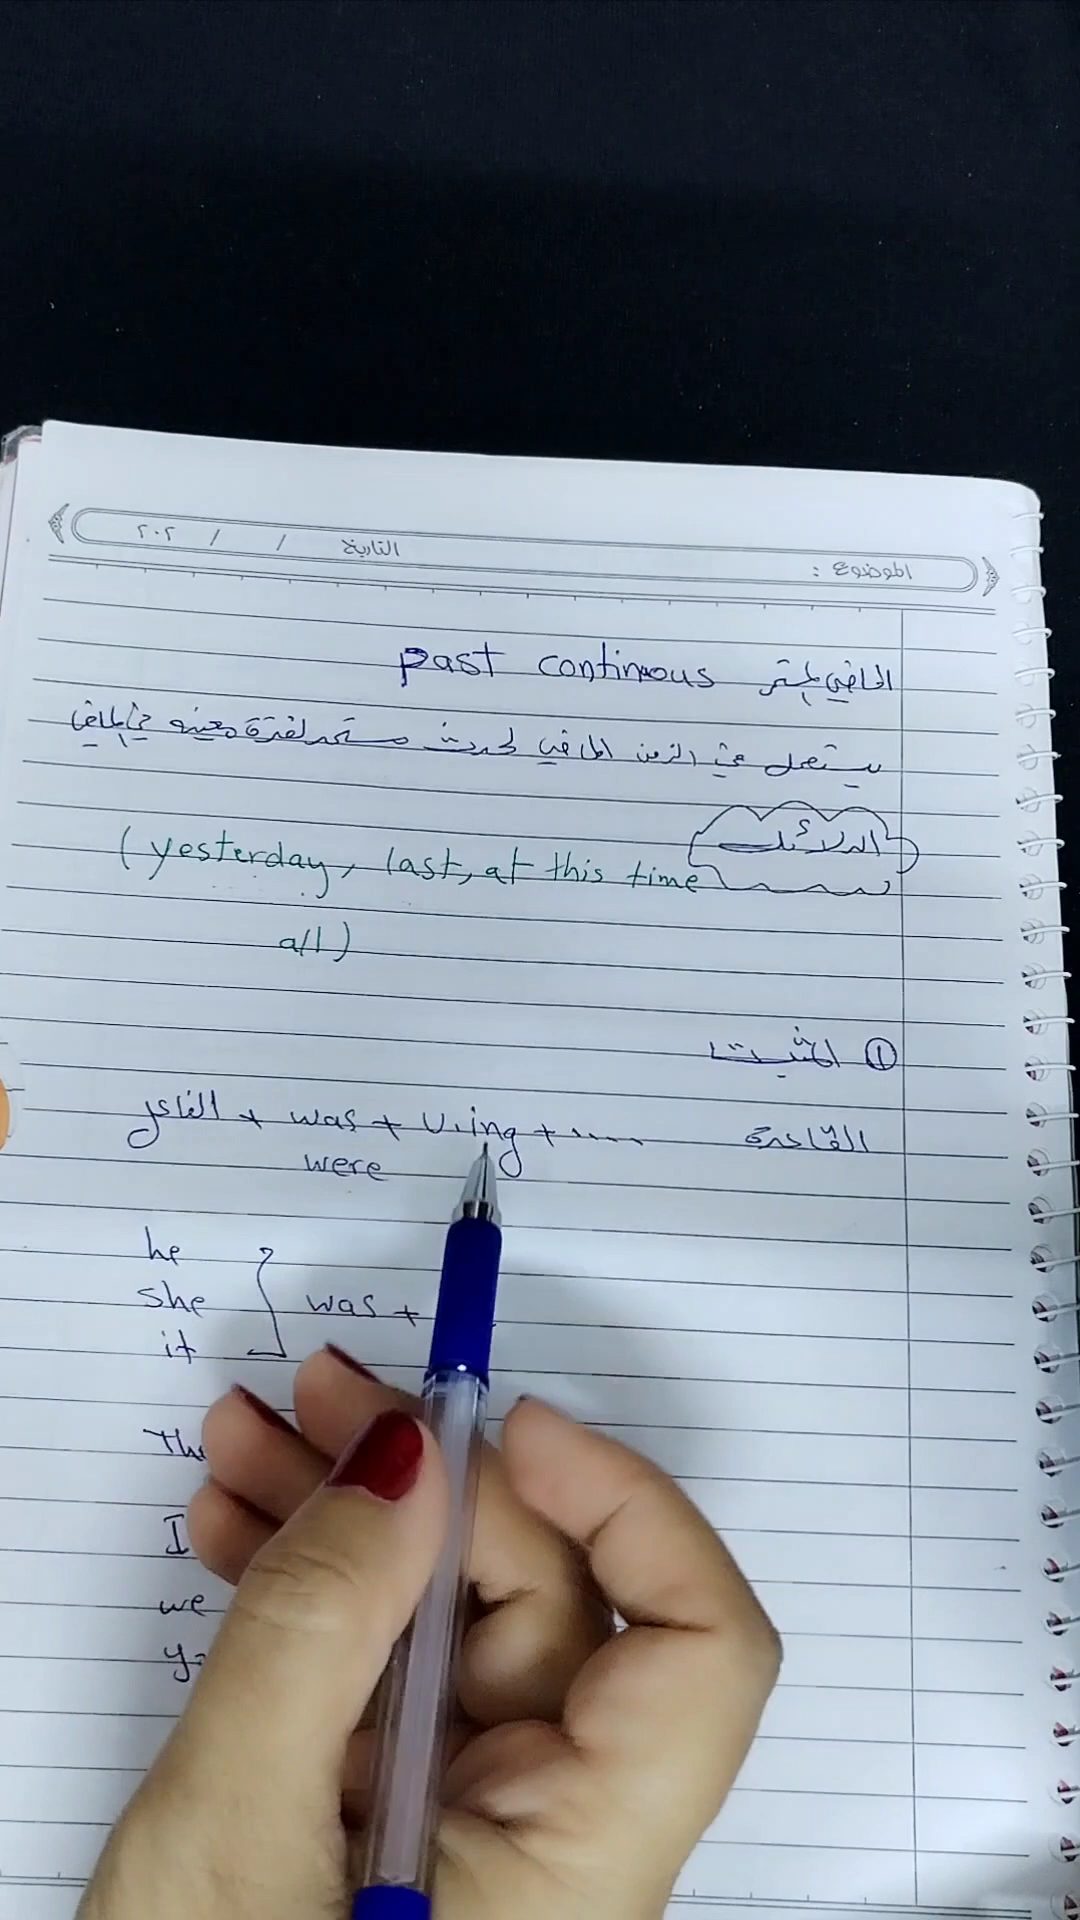 الموضوع : التاريخ / / ٢٠٢
past continuous الماضي المستمر
يستعمل في الزمن الماضي لحدث مستمر لفترة معينه في الماضي
الدلائل
(yesterday, last, at this time
all)
① المثبت
القاعدة الفاعل + was + V.ing + .....
were
he
she
it
was +
I
we